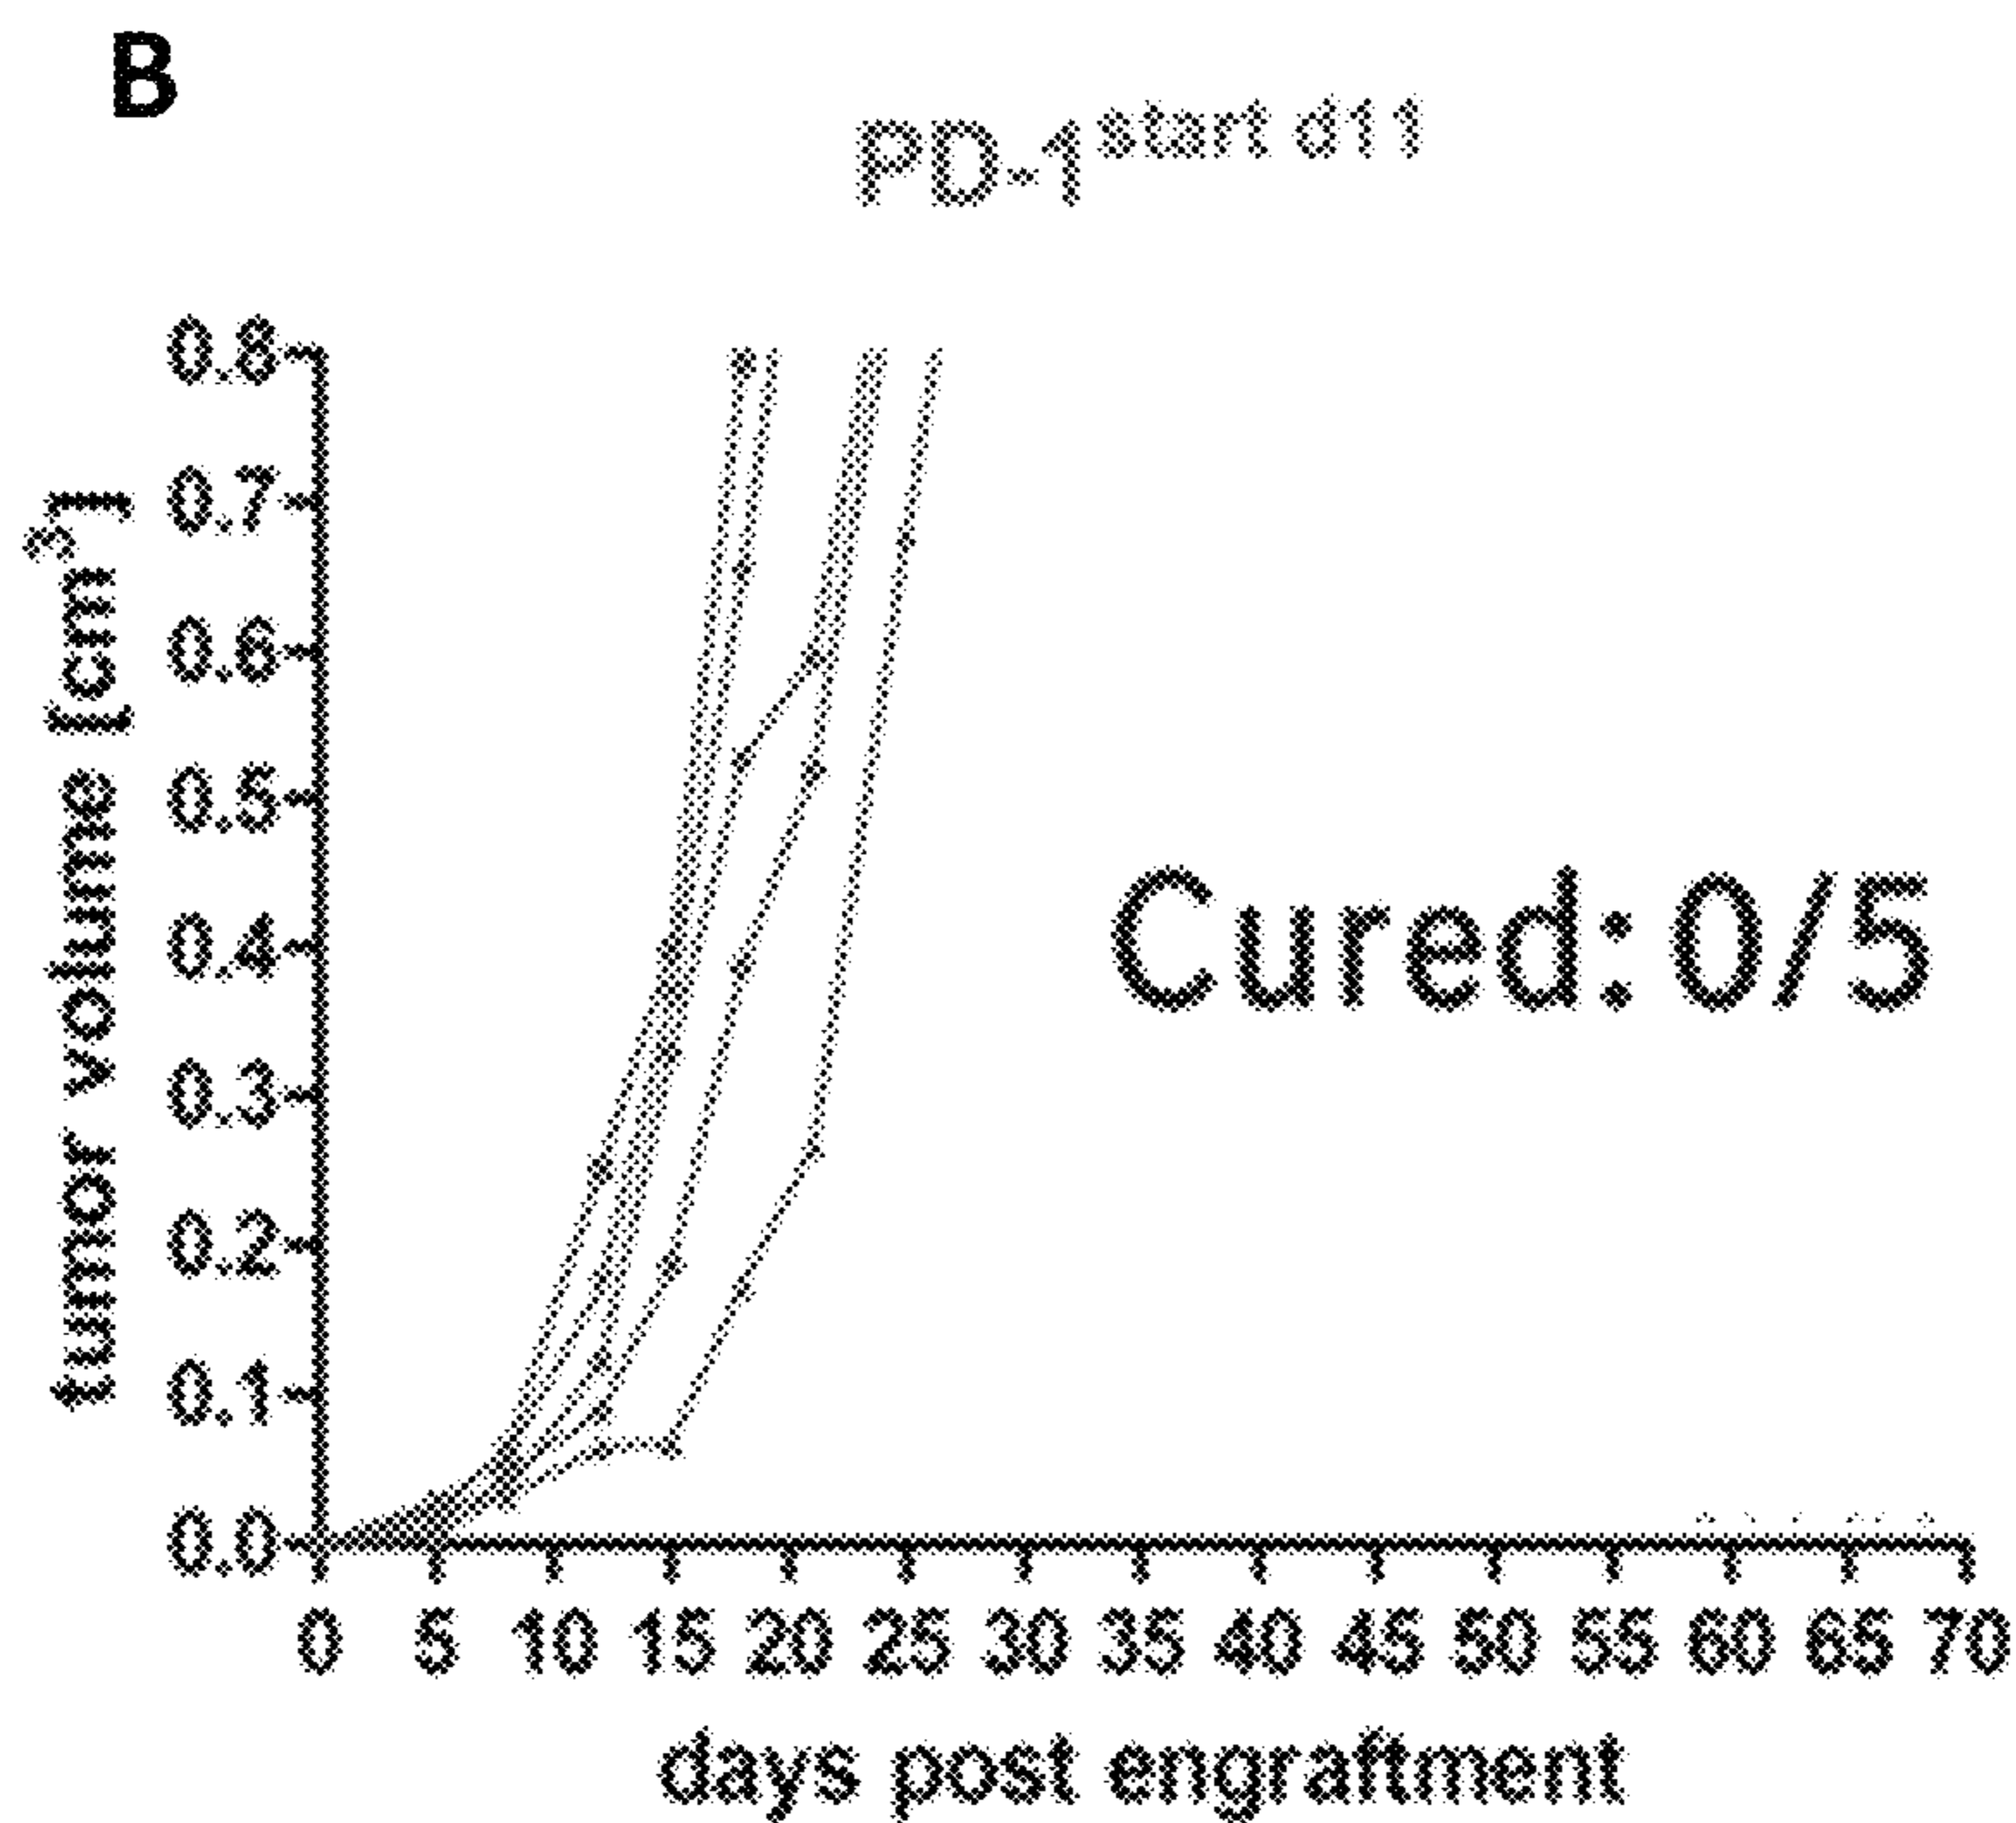 B
PD-1start d11
tumor volume [cm3]
0.8
0.7
0.6
0.5
0.4
0.3
0.2
0.1
0.0
Cured: 0/5
0 5 10 15 20 25 30 35 40 45 50 55 60 65 70
days post engraftment